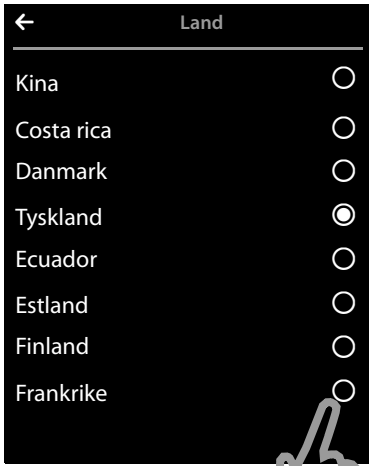 Land
Kina
Costa rica
Danmark
Tyskland
Ecuador
Estland
Finland
Frankrike